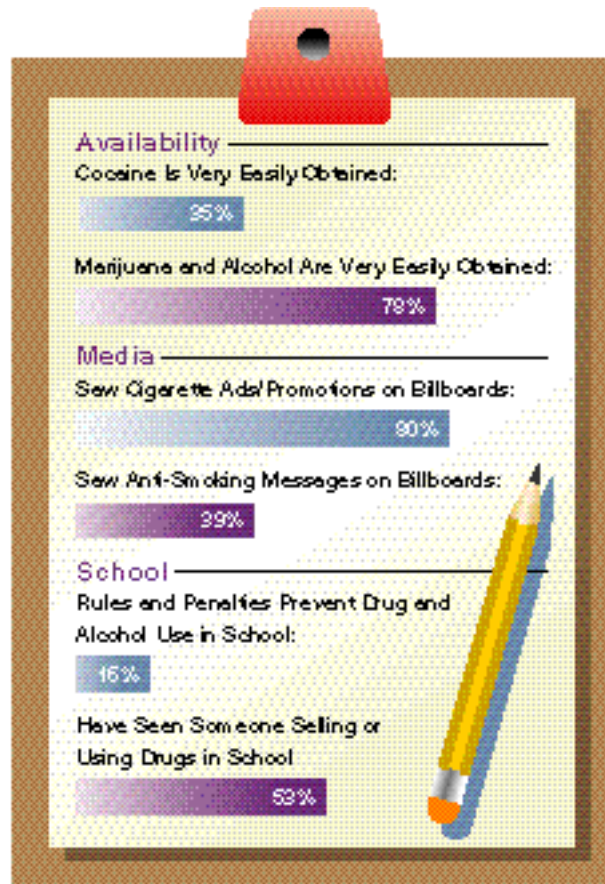 Availability
Cocaine Is Very Easily Obtained:
35%
Marijuana and Alcohol Are Very Easily Obtained:
78%
Media
Saw Cigarette Ads/Promotions on Billboards:
80%
Saw Anti-Smoking Messages on Billboards:
39%
School
Rules and Penalties Prevent Drug and
Alcohol Use in School:
16%
Have Seen Someone Selling or
Using Drugs in School
53%